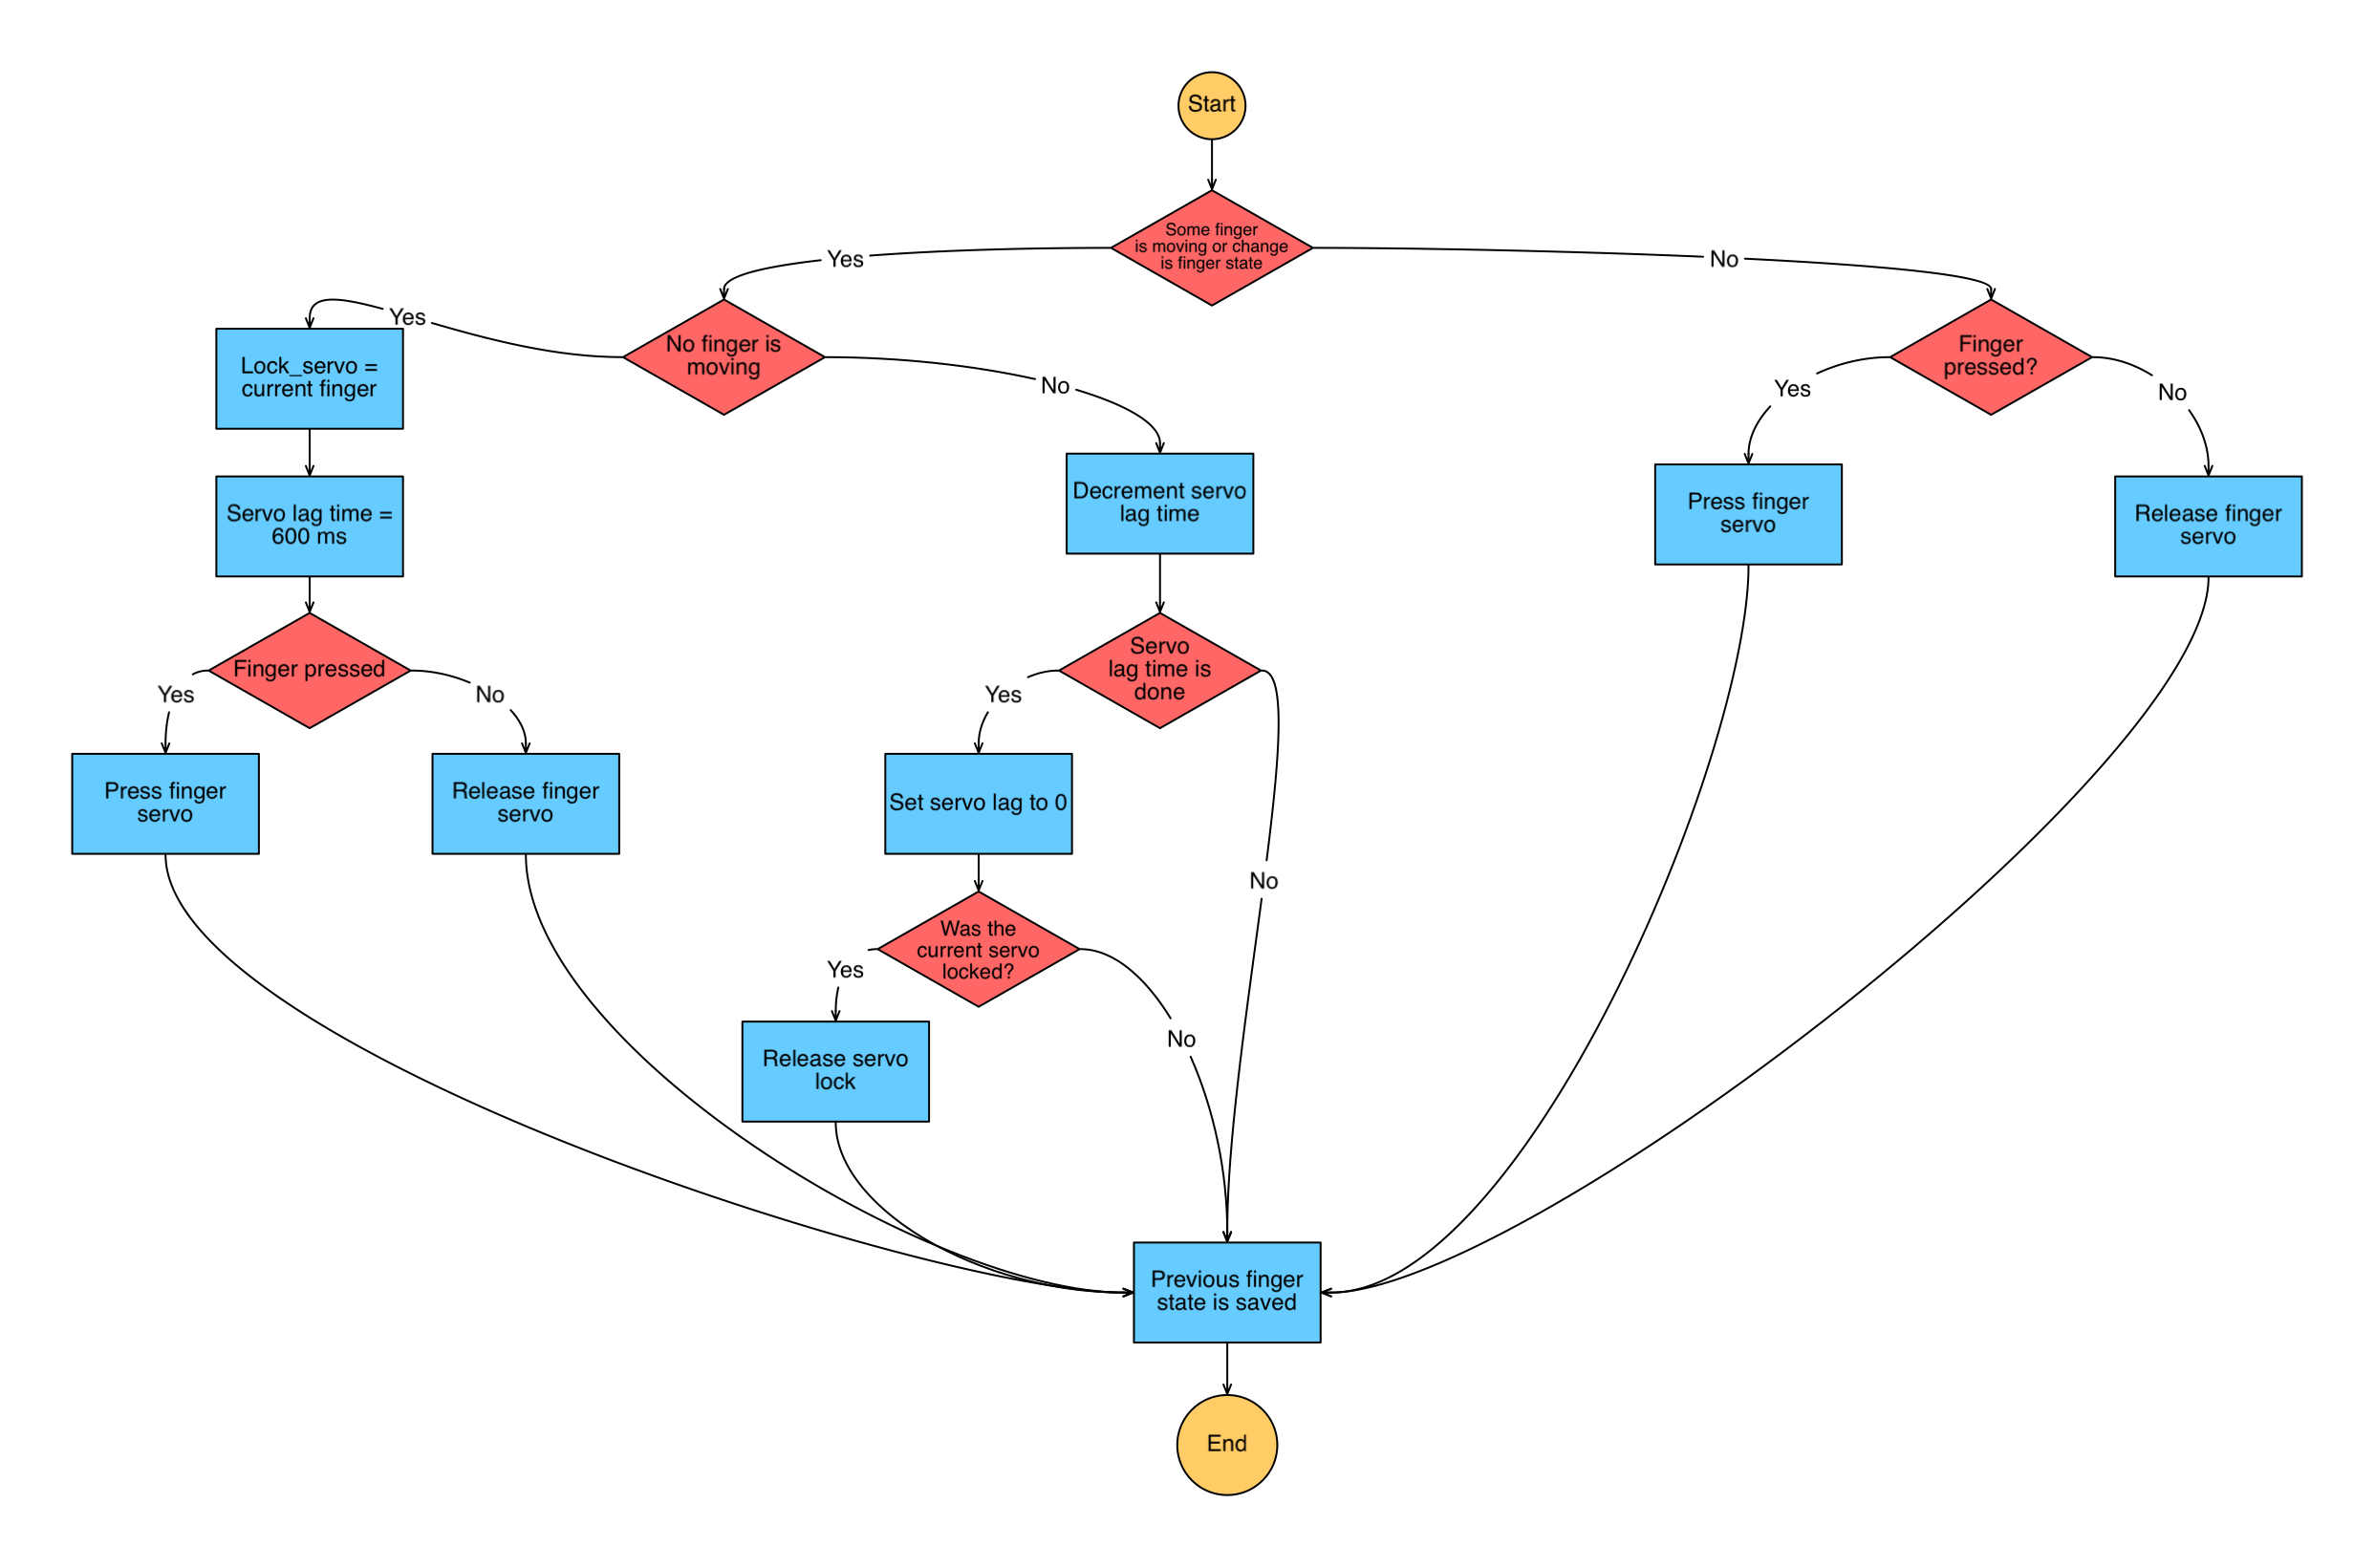 Start
Some finger
is moving or change
is finger state
Yes
No
No finger is
moving
Yes
No
Finger
pressed?
Yes
No
Lock_servo =
current finger
Decrement servo
lag time
Press finger
servo
Release finger
servo
Servo lag time =
600 ms
Finger pressed
Yes
No
Servo
lag time is
done
Yes
No
Press finger
servo
Release finger
servo
Set servo lag to 0
Was the
current servo
locked?
Yes
No
Release servo
lock
Previous finger
state is saved
End